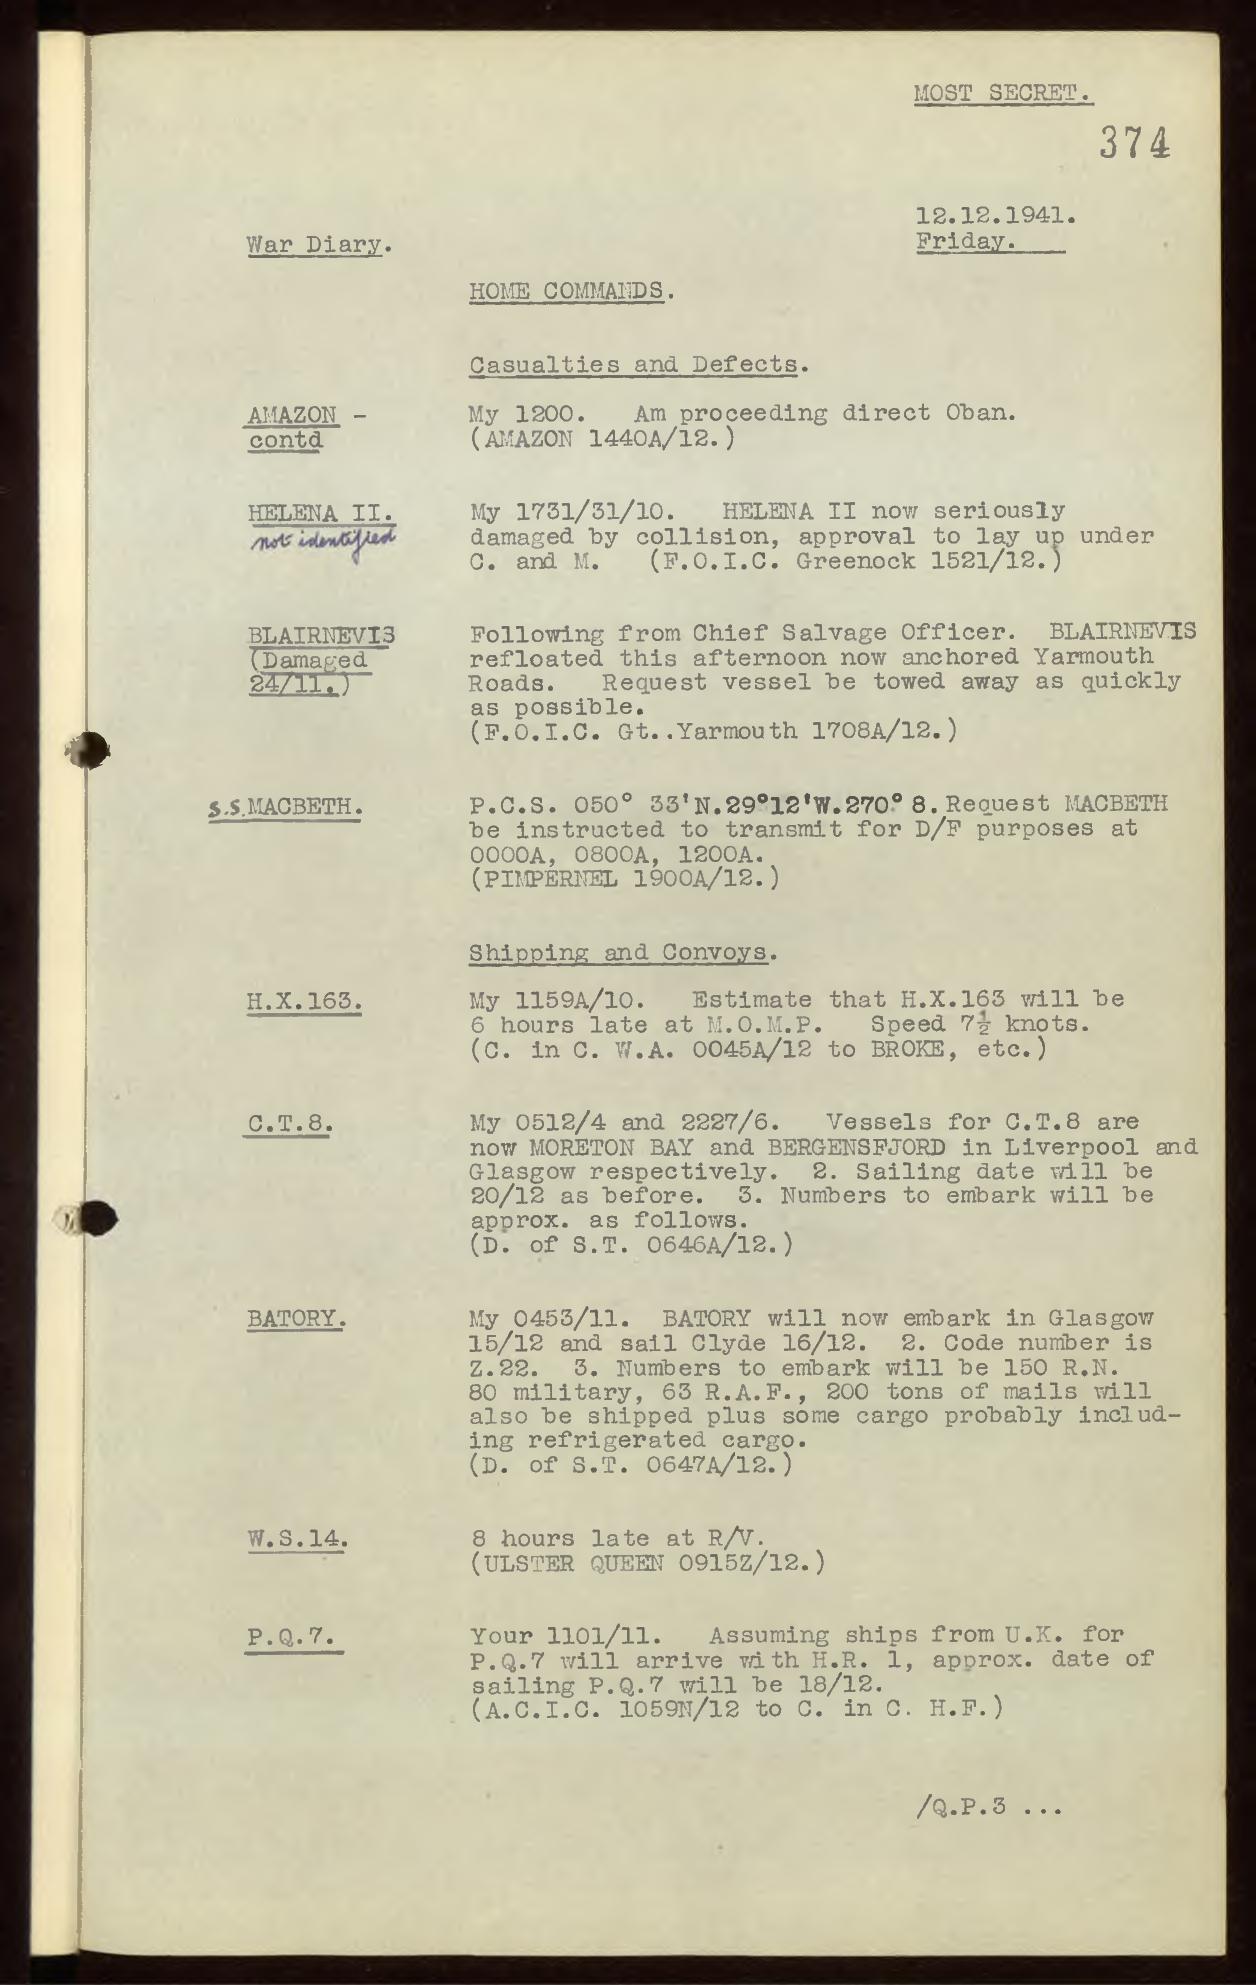 MOST SECRET.
374
12.12.1941.
Friday.
War Diary.
HOME COMMANDS.
Casualties and Defects.
AMAZON -
contd
My 1200. Am proceeding direct Oban.
(AMAZON 1440A/12.)
HELENA II.
not identified
My 1731/31/10. HELENA II now seriously
damaged by collision, approval to lay up under
C. and M. (F.O.I.C. Greenock 1521/12.)
BLAIRNEVIS
(Damaged
24/11.)
Following from Chief Salvage Officer. BLAIRNEVIS
refloated this afternoon now anchored Yarmouth
Roads. Request vessel be towed away as quickly
as possible.
(F.O.I.C. Gt..Yarmouth 1708A/12.)
S.S.MACBETH.
P.C.S. 050° 33'N.29°12'W.270° 8.Request MACBETH
be instructed to transmit for D/F purposes at
0000A, 0800A, 1200A.
(PIMPERNEL 1900A/12.)
Shipping and Convoys.
H.X.163.
My 1159A/10. Estimate that H.X.163 will be
6 hours late at M.O.M.P. Speed 7½ knots.
(C. in C. W.A. 0045A/12 to BROKE, etc.)
C.T.8.
My 0512/4 and 2227/6. Vessels for C.T.8 are
now MORETON BAY and BERGENSFJORD in Liverpool and
Glasgow respectively. 2. Sailing date will be
20/12 as before. 3. Numbers to embark will be
approx. as follows.
(D. of S.T. 0646A/12.)
BATORY.
My 0453/11. BATORY will now embark in Glasgow
15/12 and sail Clyde 16/12. 2. Code number is
Z.22. 3. Numbers to embark will be 150 R.N.
80 military, 63 R.A.F., 200 tons of mails will
also be shipped plus some cargo probably includ-
ing refrigerated cargo.
(D. of S.T. 0647A/12.)
W.S.14.
8 hours late at R/V.
(ULSTER QUEEN 0915Z/12.)
P.Q.7.
Your 1101/11. Assuming ships from U.K. for
P.Q.7 will arrive with H.R. 1, approx. date of
sailing P.Q.7 will be 18/12.
(A.C.I.C. 1059N/12 to C. in C. H.F.)
/Q.P.3 ...